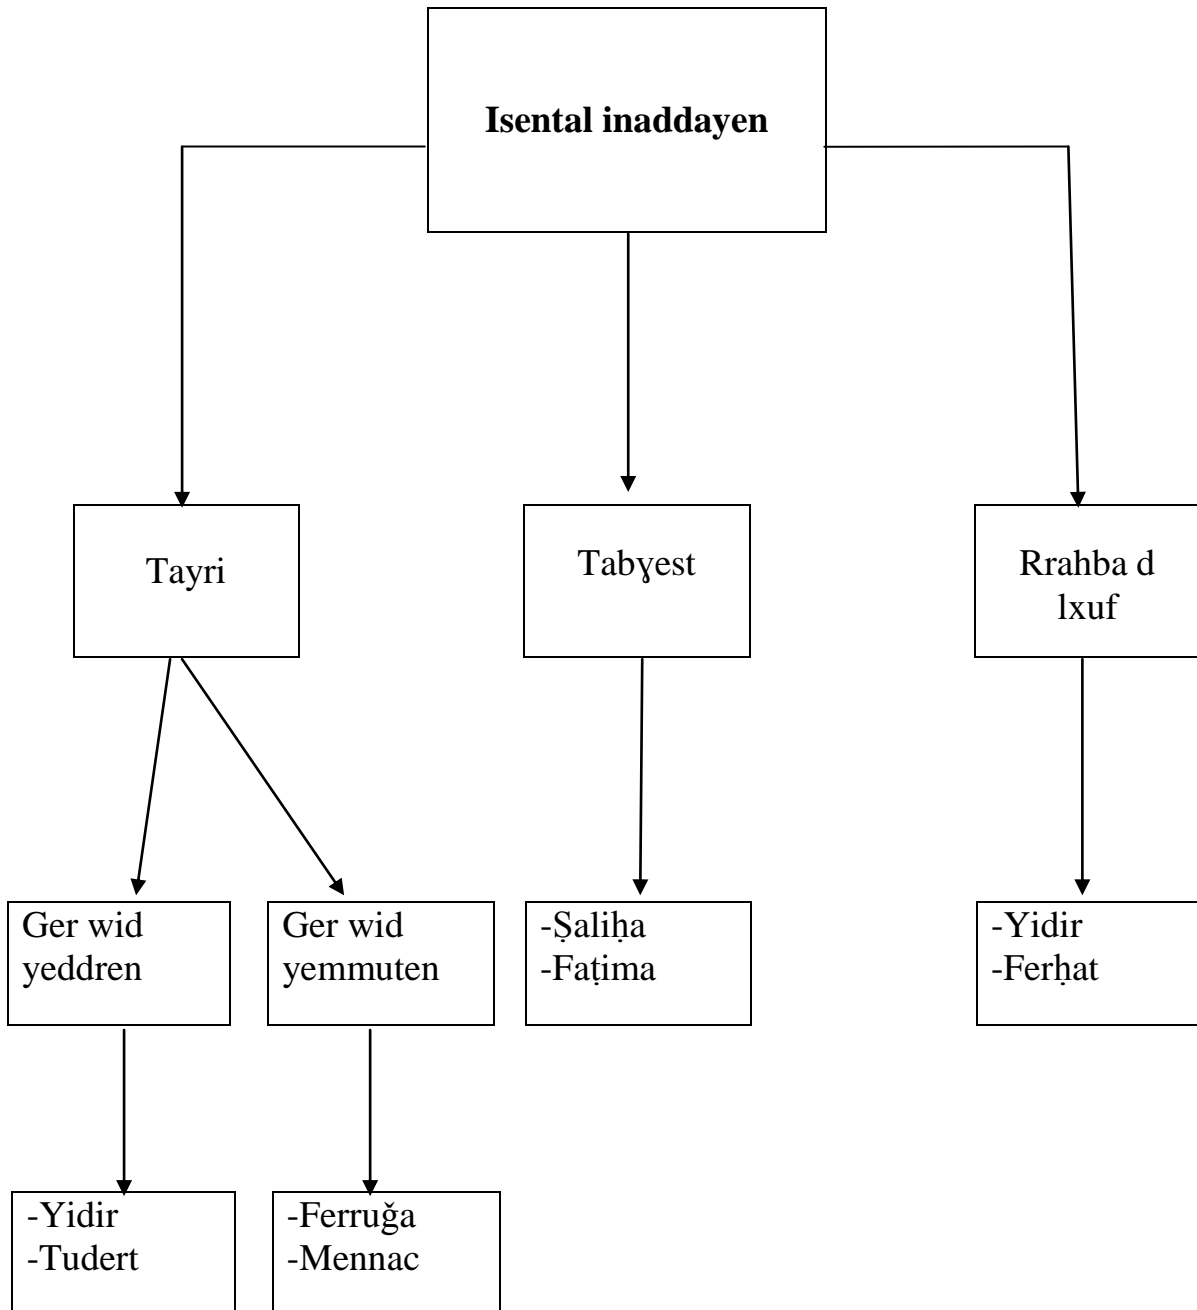 Isental inaddayen
Tayri
Tabɣest
Rrahba d
lxuf
Ger wid
yeddren
Ger wid
yemmuten
-Ṣaliḥa
-Faṭima
-Yidir
-Ferḥat
-Yidir
-Tudert
-Ferruǧa
-Mennac